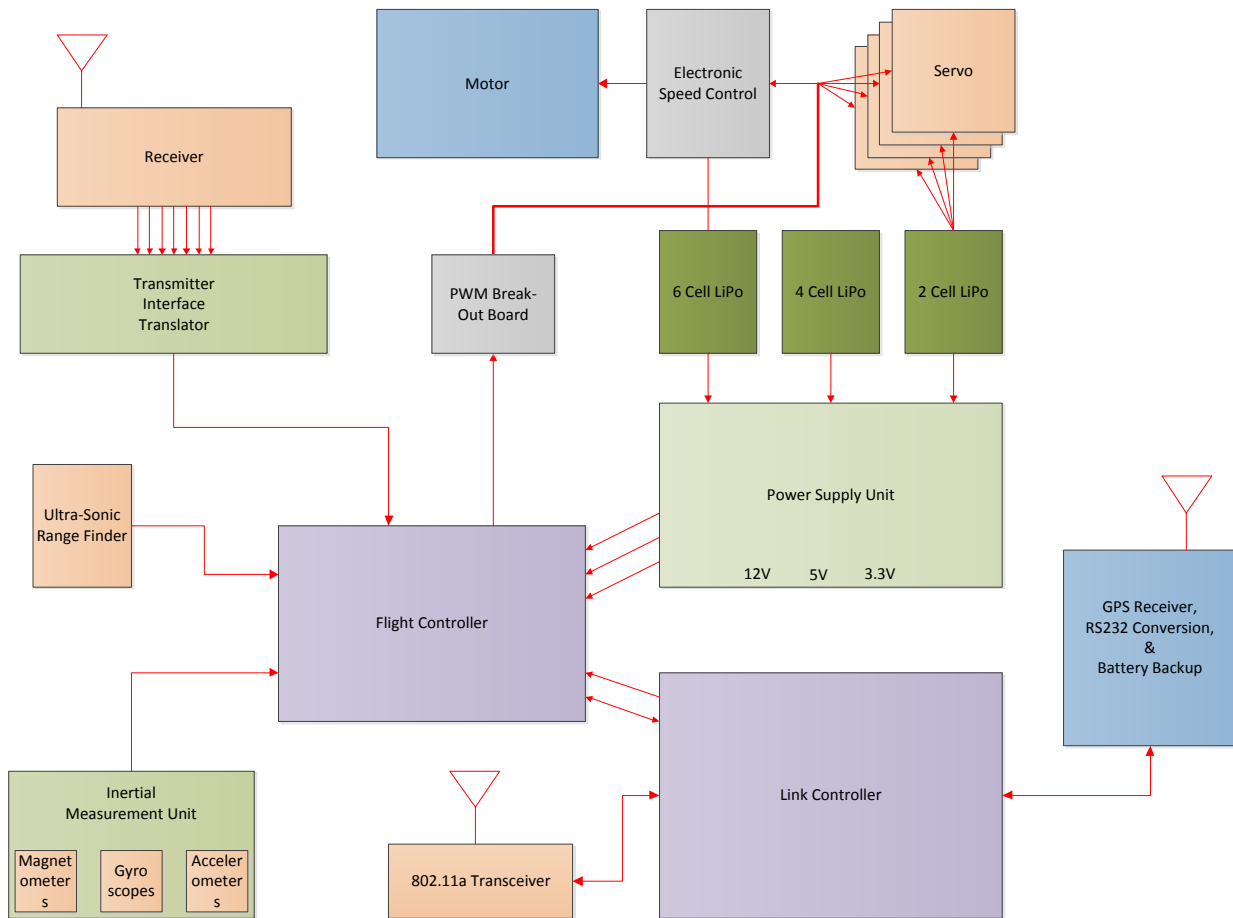 Motor
Electronic
Speed Control
Servo
Receiver
Transmitter
Interface
Translator
PWM Break-
Out Board
6 Cell LiPo
4 Cell LiPo
2 Cell LiPo
Power Supply Unit
12V
5V
3.3V
Ultra-Sonic
Range Finder
Flight Controller
GPS Receiver,
RS232 Conversion,
&
Battery Backup
Inertial
Measurement Unit
Magnet
ometer
s
Gyro
scopes
Acceler
ometer
s
802.11a Transceiver
Link Controller